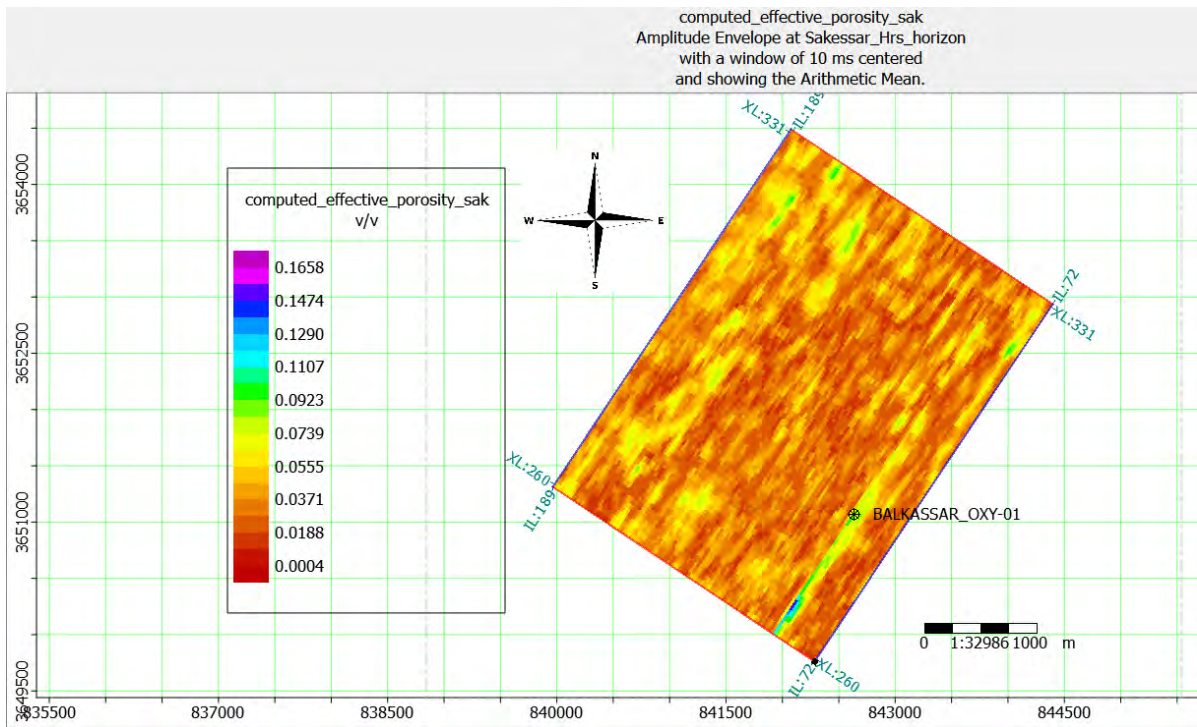 computed_effective_porosity_sak
Amplitude Envelope at Sakessar_Hrs_horizon
with a window of 10 ms centered
and showing the Arithmetic Mean.
XL:331
IL:189
3654000
N
computed_effective_porosity_sak
v/v
W
E
S
0.1658
0.1474
0.1290
0.1107
0.0923
0.0739
0.0555
0.0371
0.0188
0.0004
IL:72
XL:331
3652500
XL:260
IL:189
3651000
BALKASSAR_OXY-01
0 1:32986 1000 m
IL:72
XL:260
3649500
835500 837000 838500 840000 841500 843000 844500